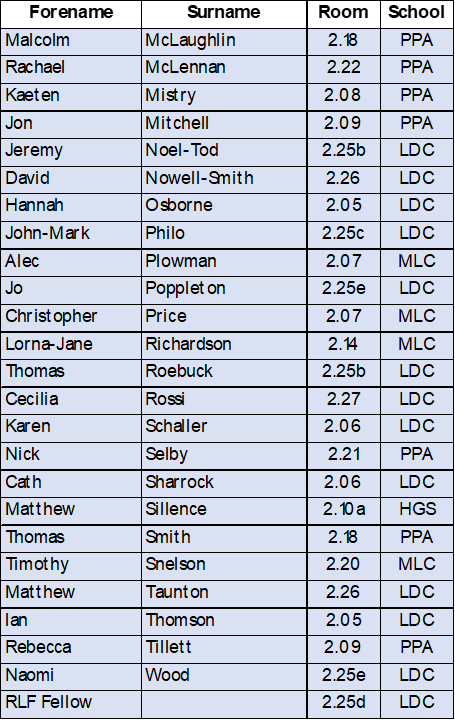 Forename Surname Room School
Malcolm McLaughlin 2.18 PPA
Rachael McLennan 2.22 PPA
Kaeten Mistry 2.08 PPA
Jon Mitchell 2.09 PPA
Jeremy Noel-Tod 2.25b LDC
David Nowell-Smith 2.26 LDC
Hannah Osborne 2.05 LDC
John-Mark Philo 2.25c LDC
Alec Plowman 2.07 MLC
Jo Poppleton 2.25e LDC
Christopher Price 2.07 MLC
Lorna-Jane Richardson 2.14 MLC
Thomas Roebuck 2.25b LDC
Cecilia Rossi 2.27 LDC
Karen Schaller 2.06 LDC
Nick Selby 2.21 PPA
Cath Sharrock 2.06 LDC
Matthew Sillence 2.10a HGS
Thomas Smith 2.18 PPA
Timothy Snelson 2.20 MLC
Matthew Taunton 2.26 LDC
Ian Thomson 2.05 LDC
Rebecca Tillett 2.09 PPA
Naomi Wood 2.25e LDC
RLF Fellow 2.25d LDC